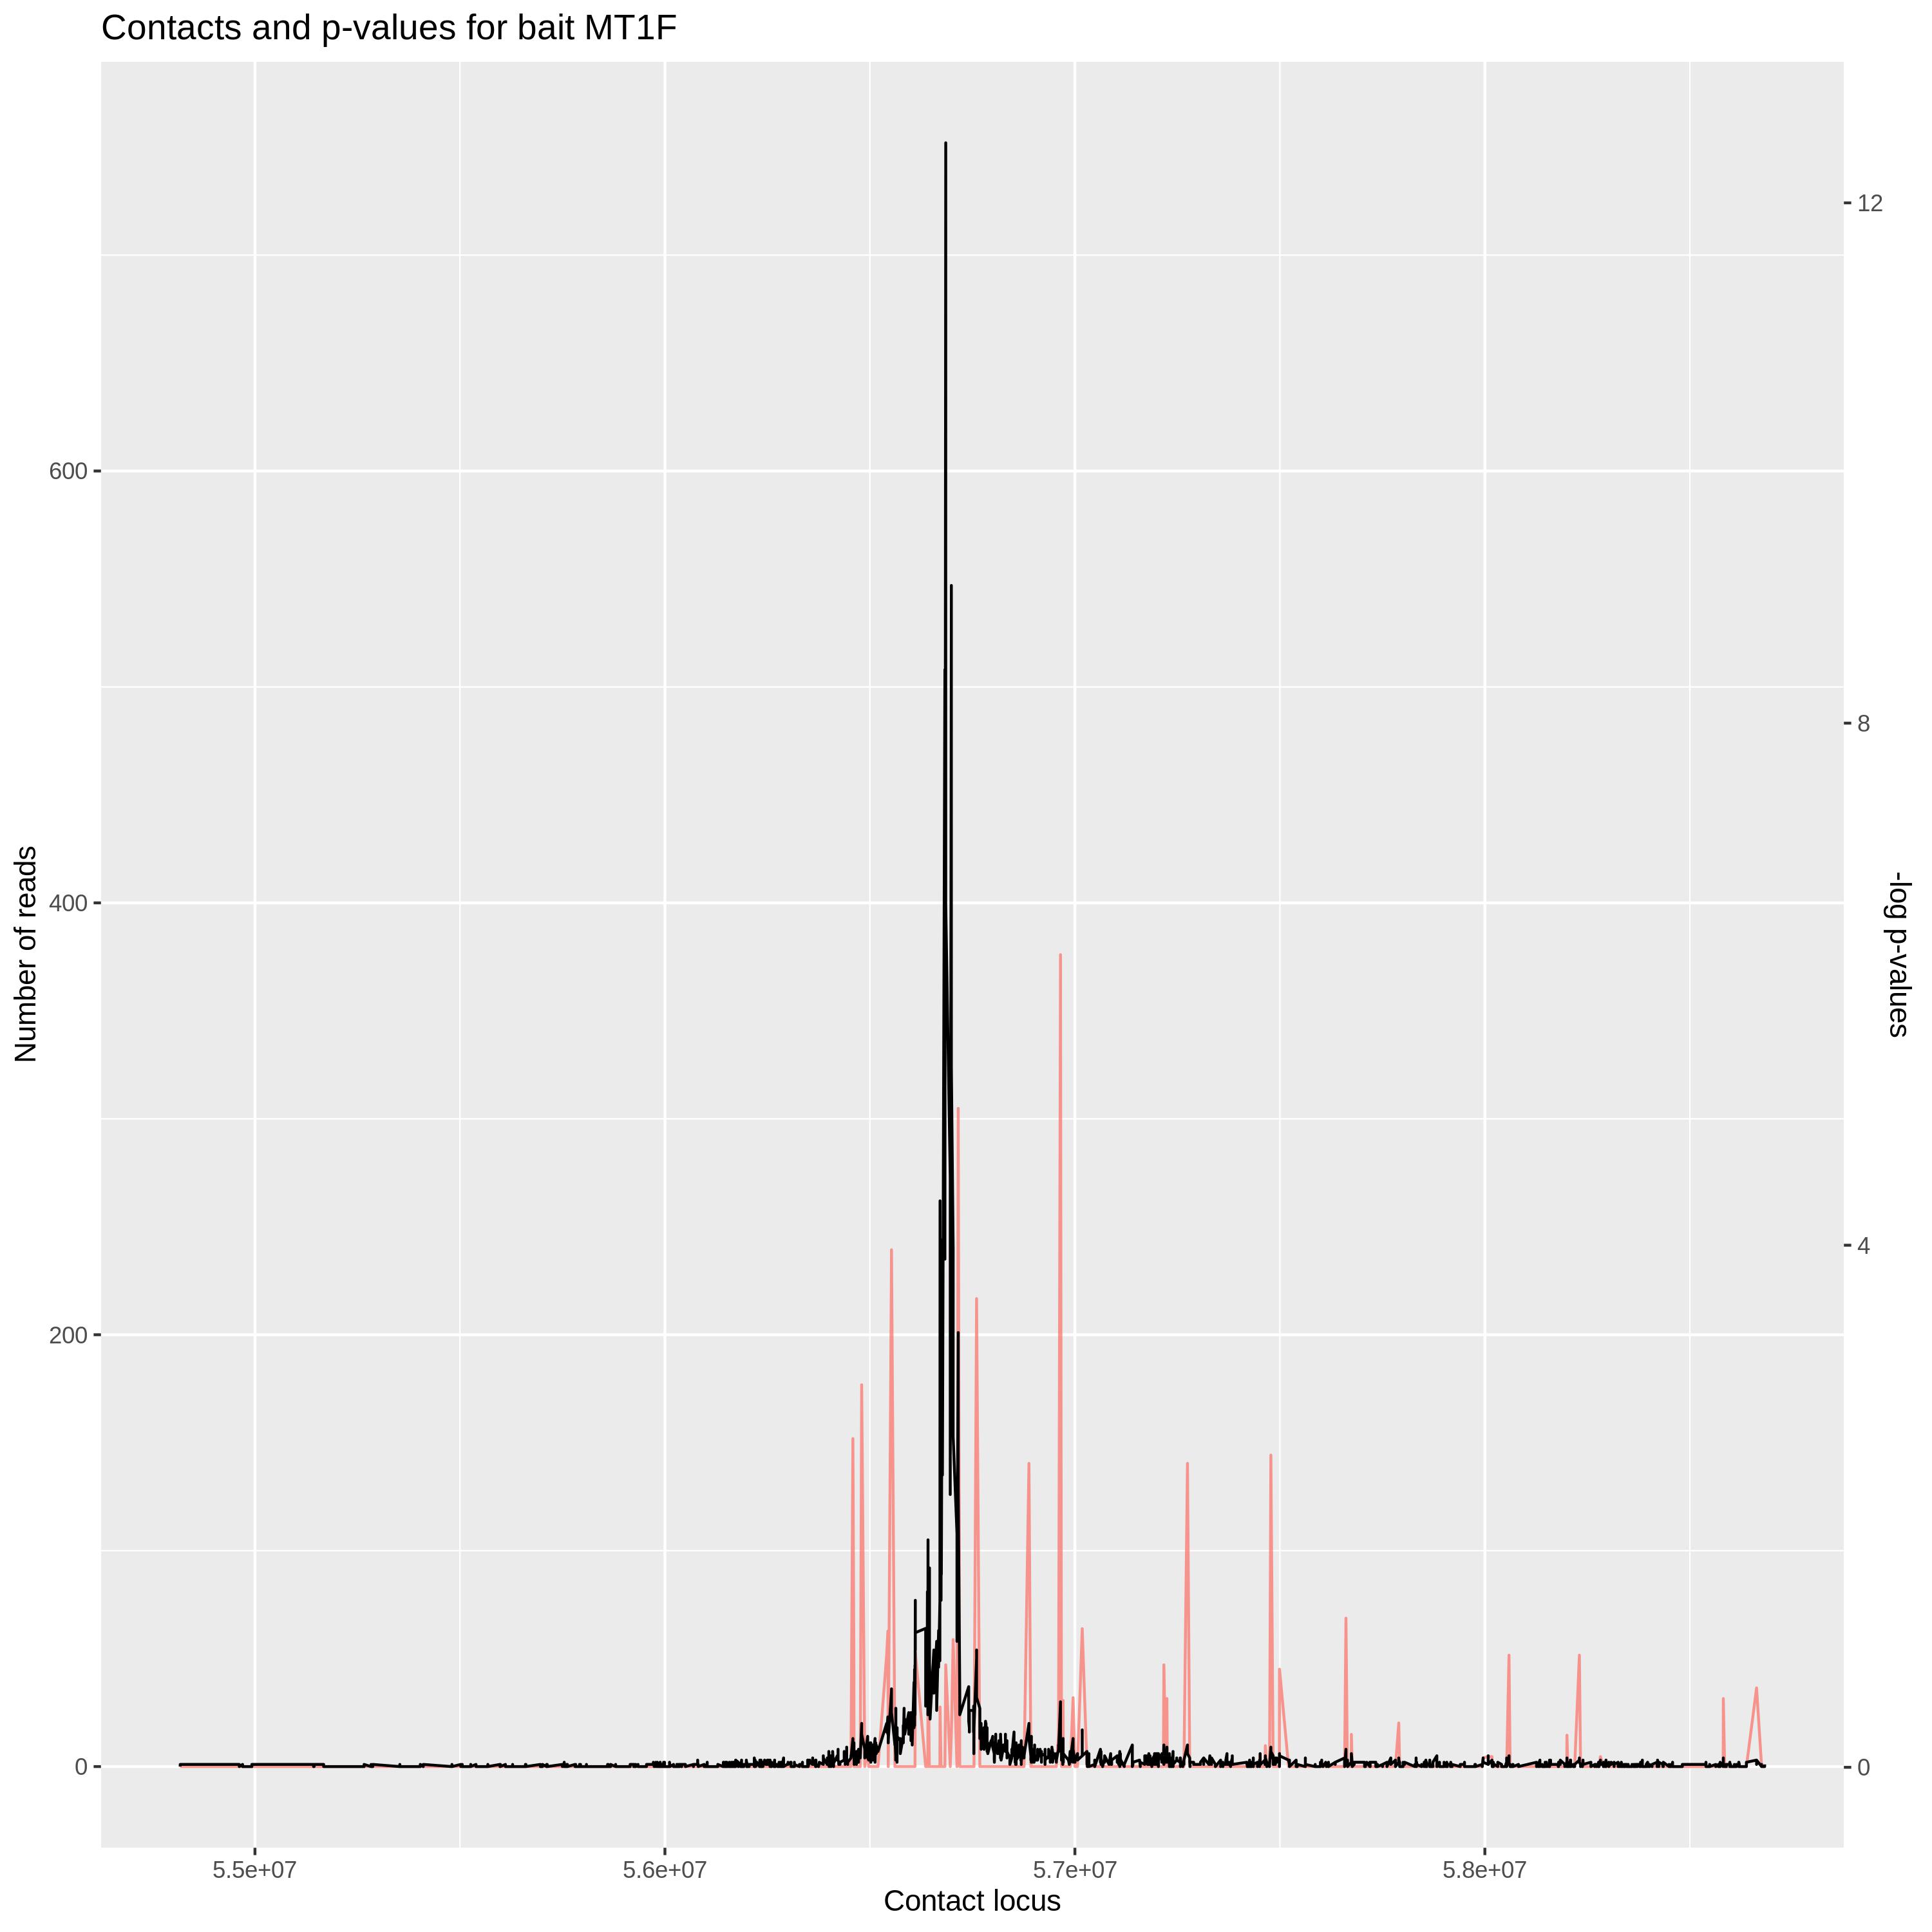 Contacts and p-values for bait MT1F
12
600
8
Number of reads
400
-log p-values
4
200
0
0
5.5e+07
5.6e+07
5.7e+07
5.8e+07
Contact locus